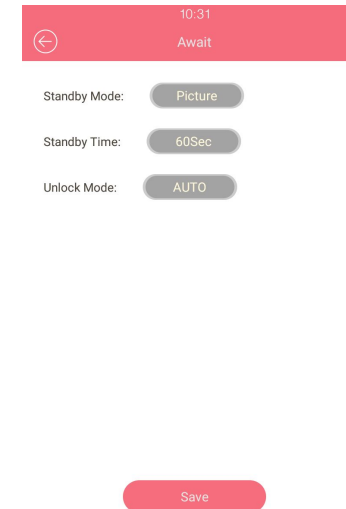 10:31
Await
Standby Mode: Picture
Standby Time: 60Sec
Unlock Mode: AUTO
Save